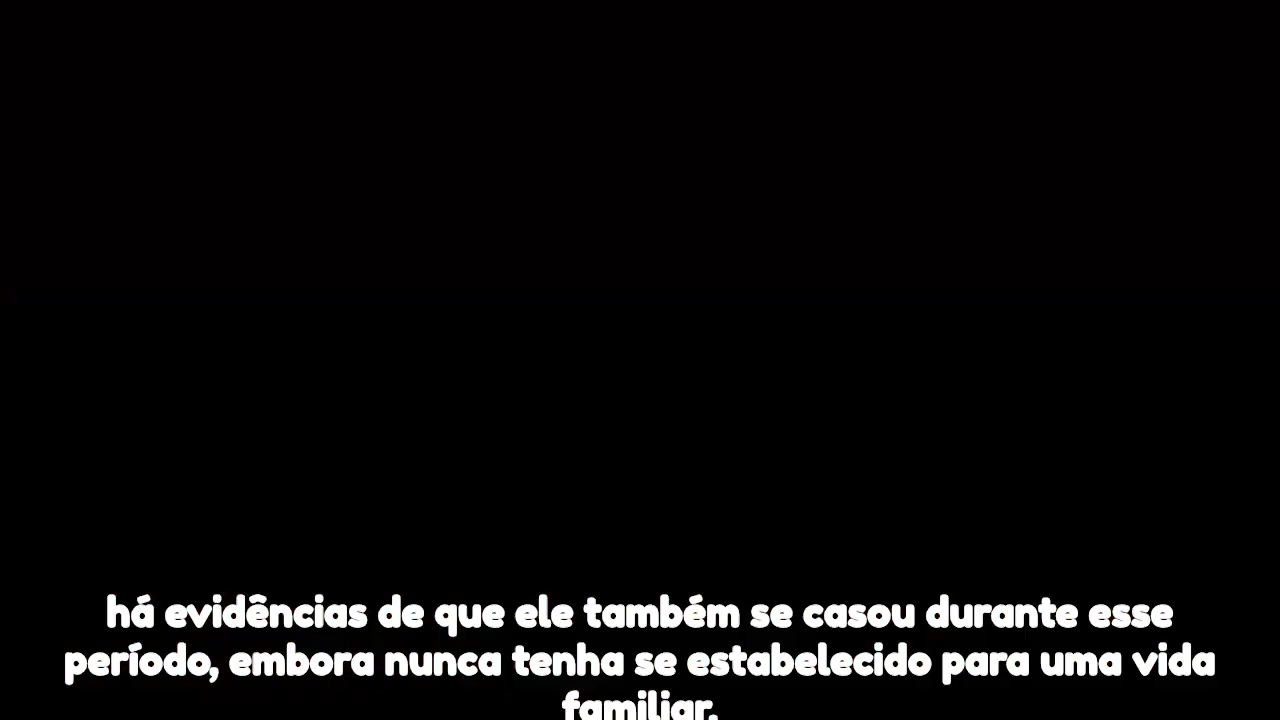 há evidências de que ele também se casou durante esse
período, embora nunca tenha se estabelecido para uma vida
familiar.